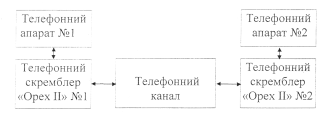 Телефонний
апарат №1
Телефонний
апарат №2
Телефонний
скремблер
«Орех II» №1
Телефонний
канал
Телефонний
скремблер
«Орех II» №2